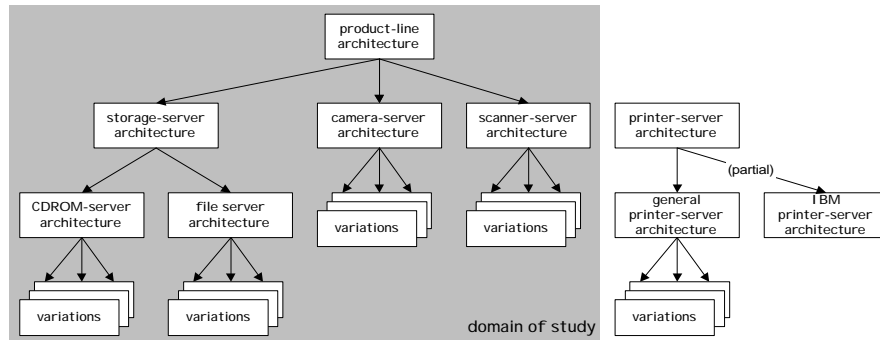 product-line
architecture
storage-server
architecture
camera-server
architecture
scanner-server
architecture
printer-server
architecture
(partial)
CDROM-server
architecture
file server
architecture
variations
variations
general
printer-server
architecture
IBM
printer-server
architecture
variations
variations
domain of study
variations